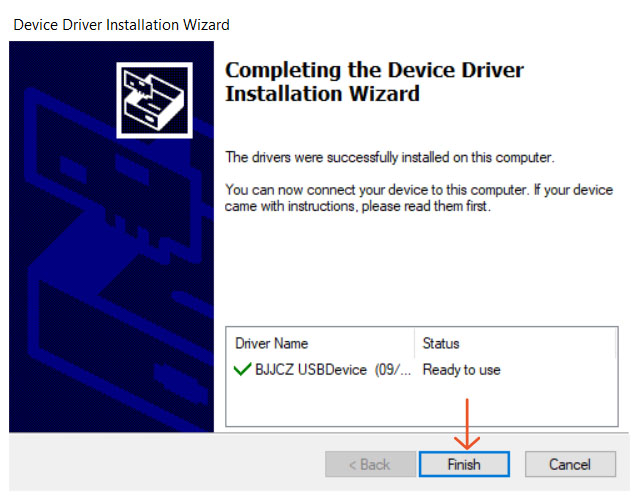 Device Driver Installation Wizard
Completing the Device Driver
Installation Wizard
The drivers were successfully installed on this computer.
You can now connect your device to this computer. If your device
came with instructions, please read them first.
Driver Name Status
BJJCZ USBDevice (09/... Ready to use
< Back Finish Cancel